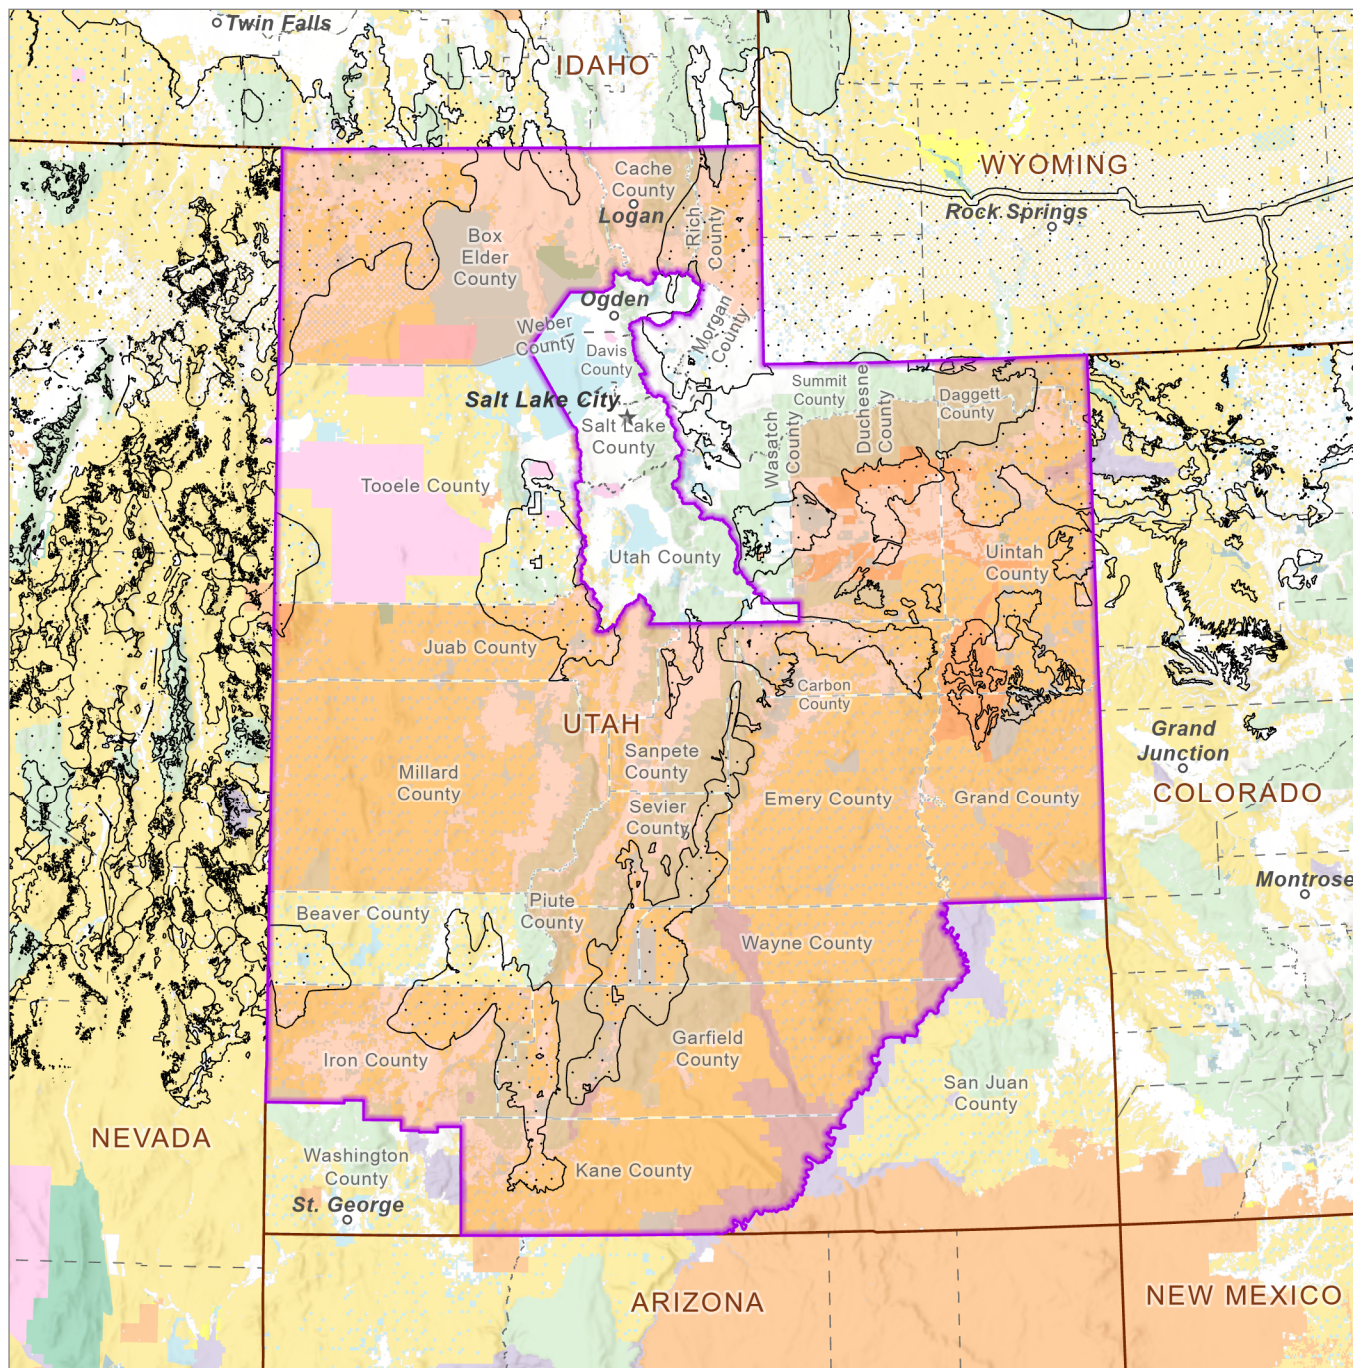 Twin Falls
IDAHO
WYOMING
Cache
County
Logan
Rock Springs
Rich
County
Box
Elder
County
Ogden
Weber
County
Morgan
County
Davis
County
Summit
County
Duchesne
County
Daggett
County
Salt Lake City
Salt Lake
County
Wasatch
County
Tooele County
Utah County
Uintah
County
Juab County
Carbon
County
UTAH
Grand
Junction
Sanpete
County
Millard
County
Emery County
Grand County
COLORADO
Sevier
County
Montrose
Piute
County
Beaver County
Wayne County
Garfield
County
Iron County
San Juan
County
NEVADA
Washington
County
Kane County
St. George
ARIZONA
NEW MEXICO